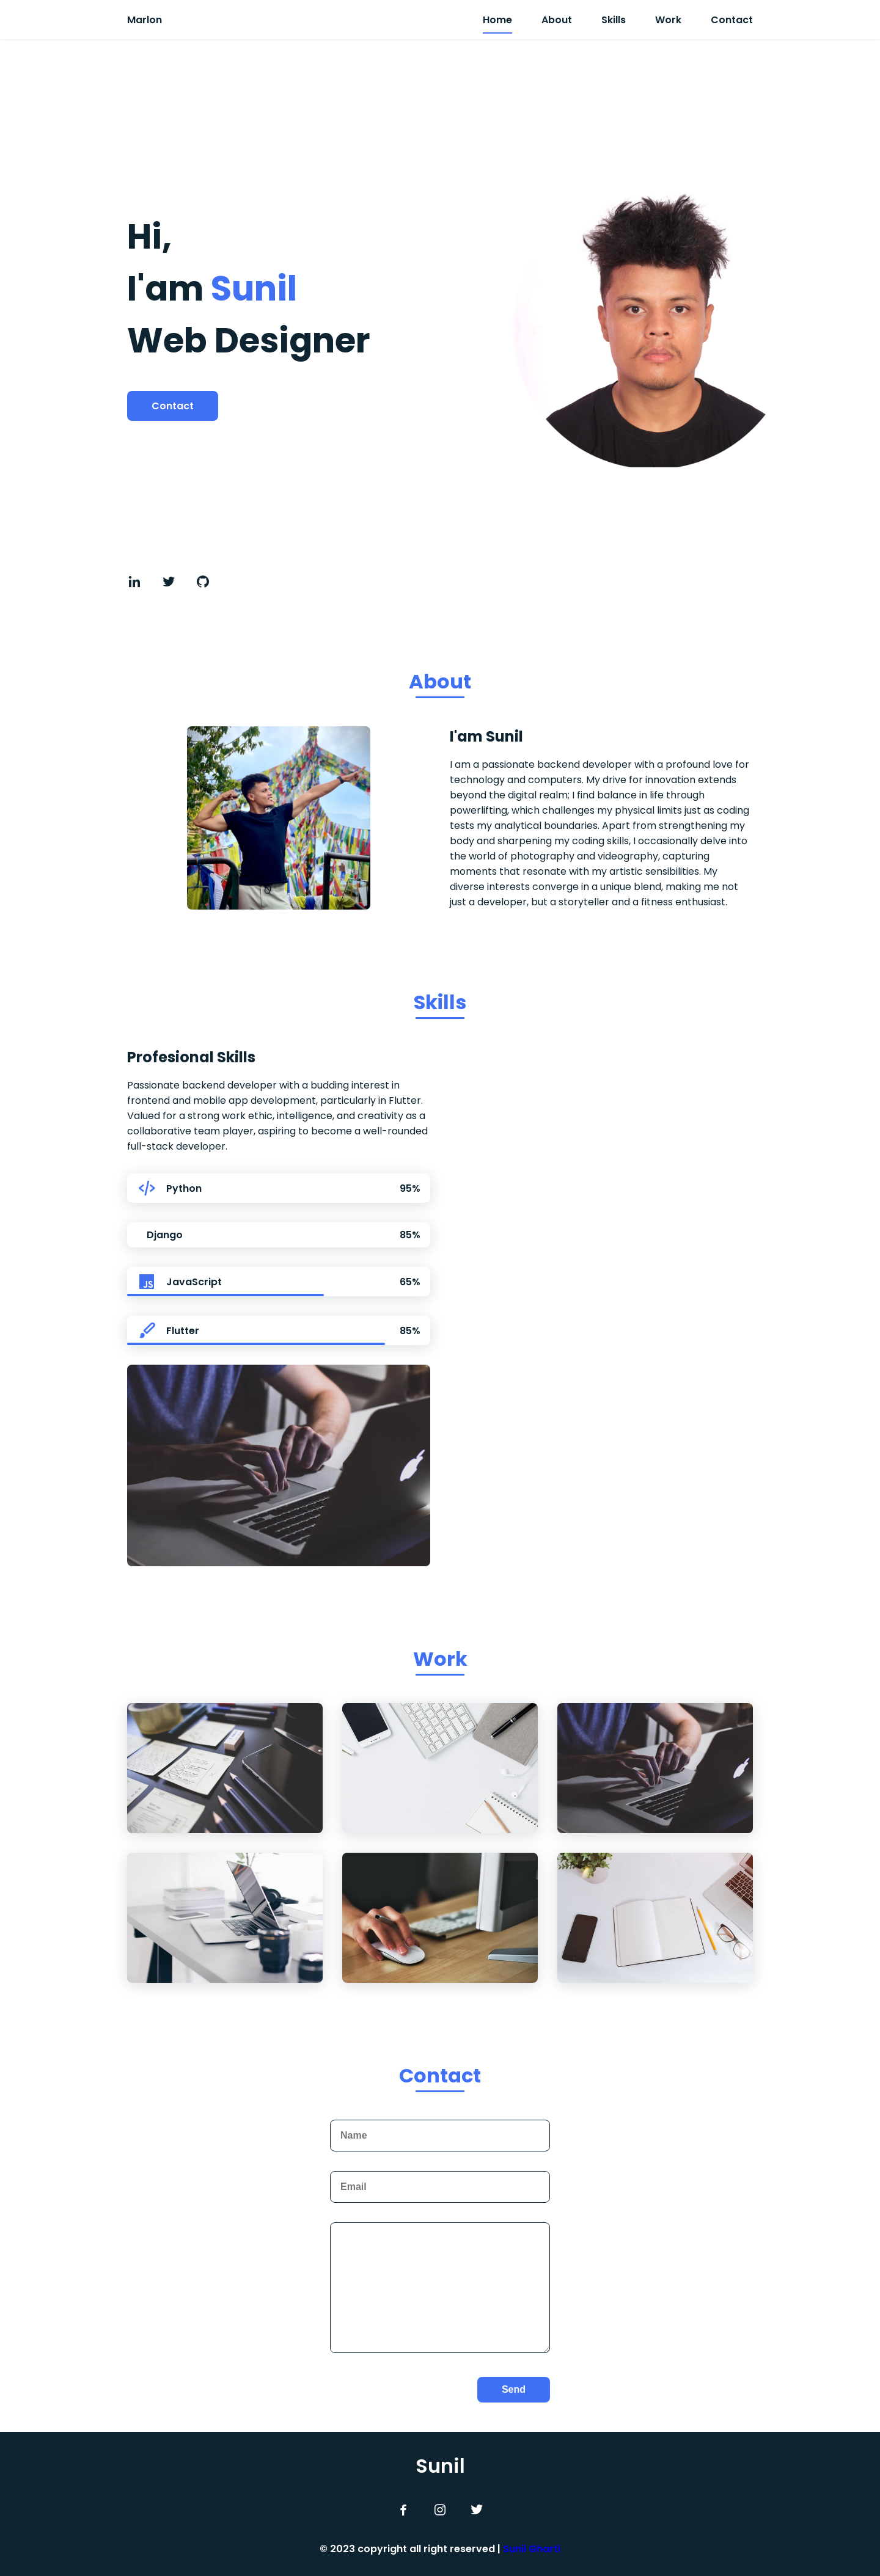 Marlon
Home
About
Skills
Work
Contact
Hi,
I'am Sunil
Web Designer
Contact
About
I'am Sunil
I am a passionate backend developer with a profound love for
technology and computers. My drive for innovation extends
beyond the digital realm; I find balance in life through
powerlifting, which challenges my physical limits just as coding
tests my analytical boundaries. Apart from strengthening my
body and sharpening my coding skills, I occasionally delve into
the world of photography and videography, capturing
moments that resonate with my artistic sensibilities. My
diverse interests converge in a unique blend, making me not
just a developer, but a storyteller and a fitness enthusiast.
Skills
Profesional Skills
Passionate backend developer with a budding interest in
frontend and mobile app development, particularly in Flutter.
Valued for a strong work ethic, intelligence, and creativity as a
collaborative team player, aspiring to become a well-rounded
full-stack developer.
Python 95%
Django 85%
JS JavaScript 65%
Flutter 85%
Work
Contact
Name
Email
Send
Sunil
© 2023 copyright all right reserved |